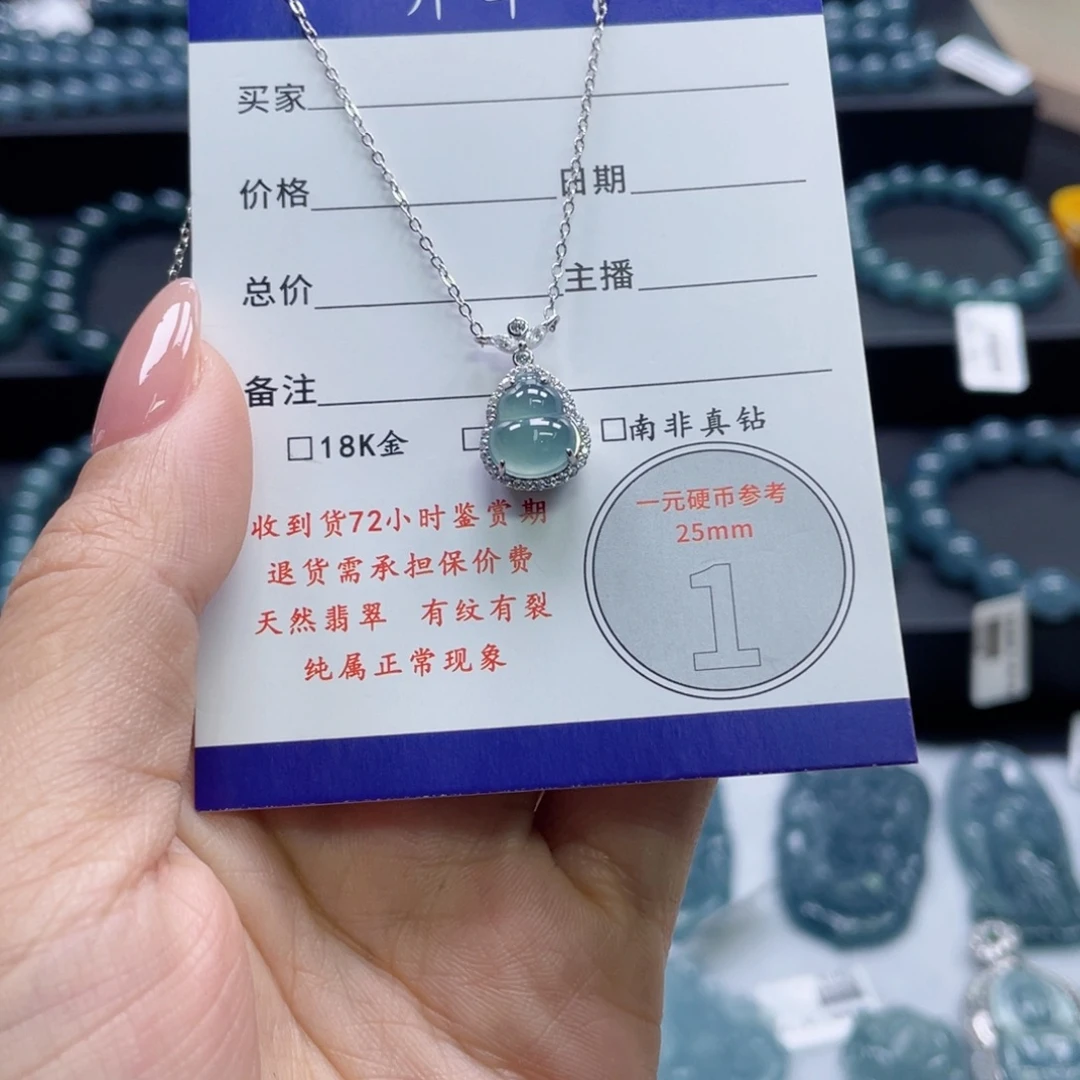 买家
价格 日期
总价 主播
备注
□18K金 □ □南非真钻
收到货72小时鉴赏期
退货需承担保价费
天然翡翠 有纹有裂
纯属正常现象
一元硬币参考
25mm
1